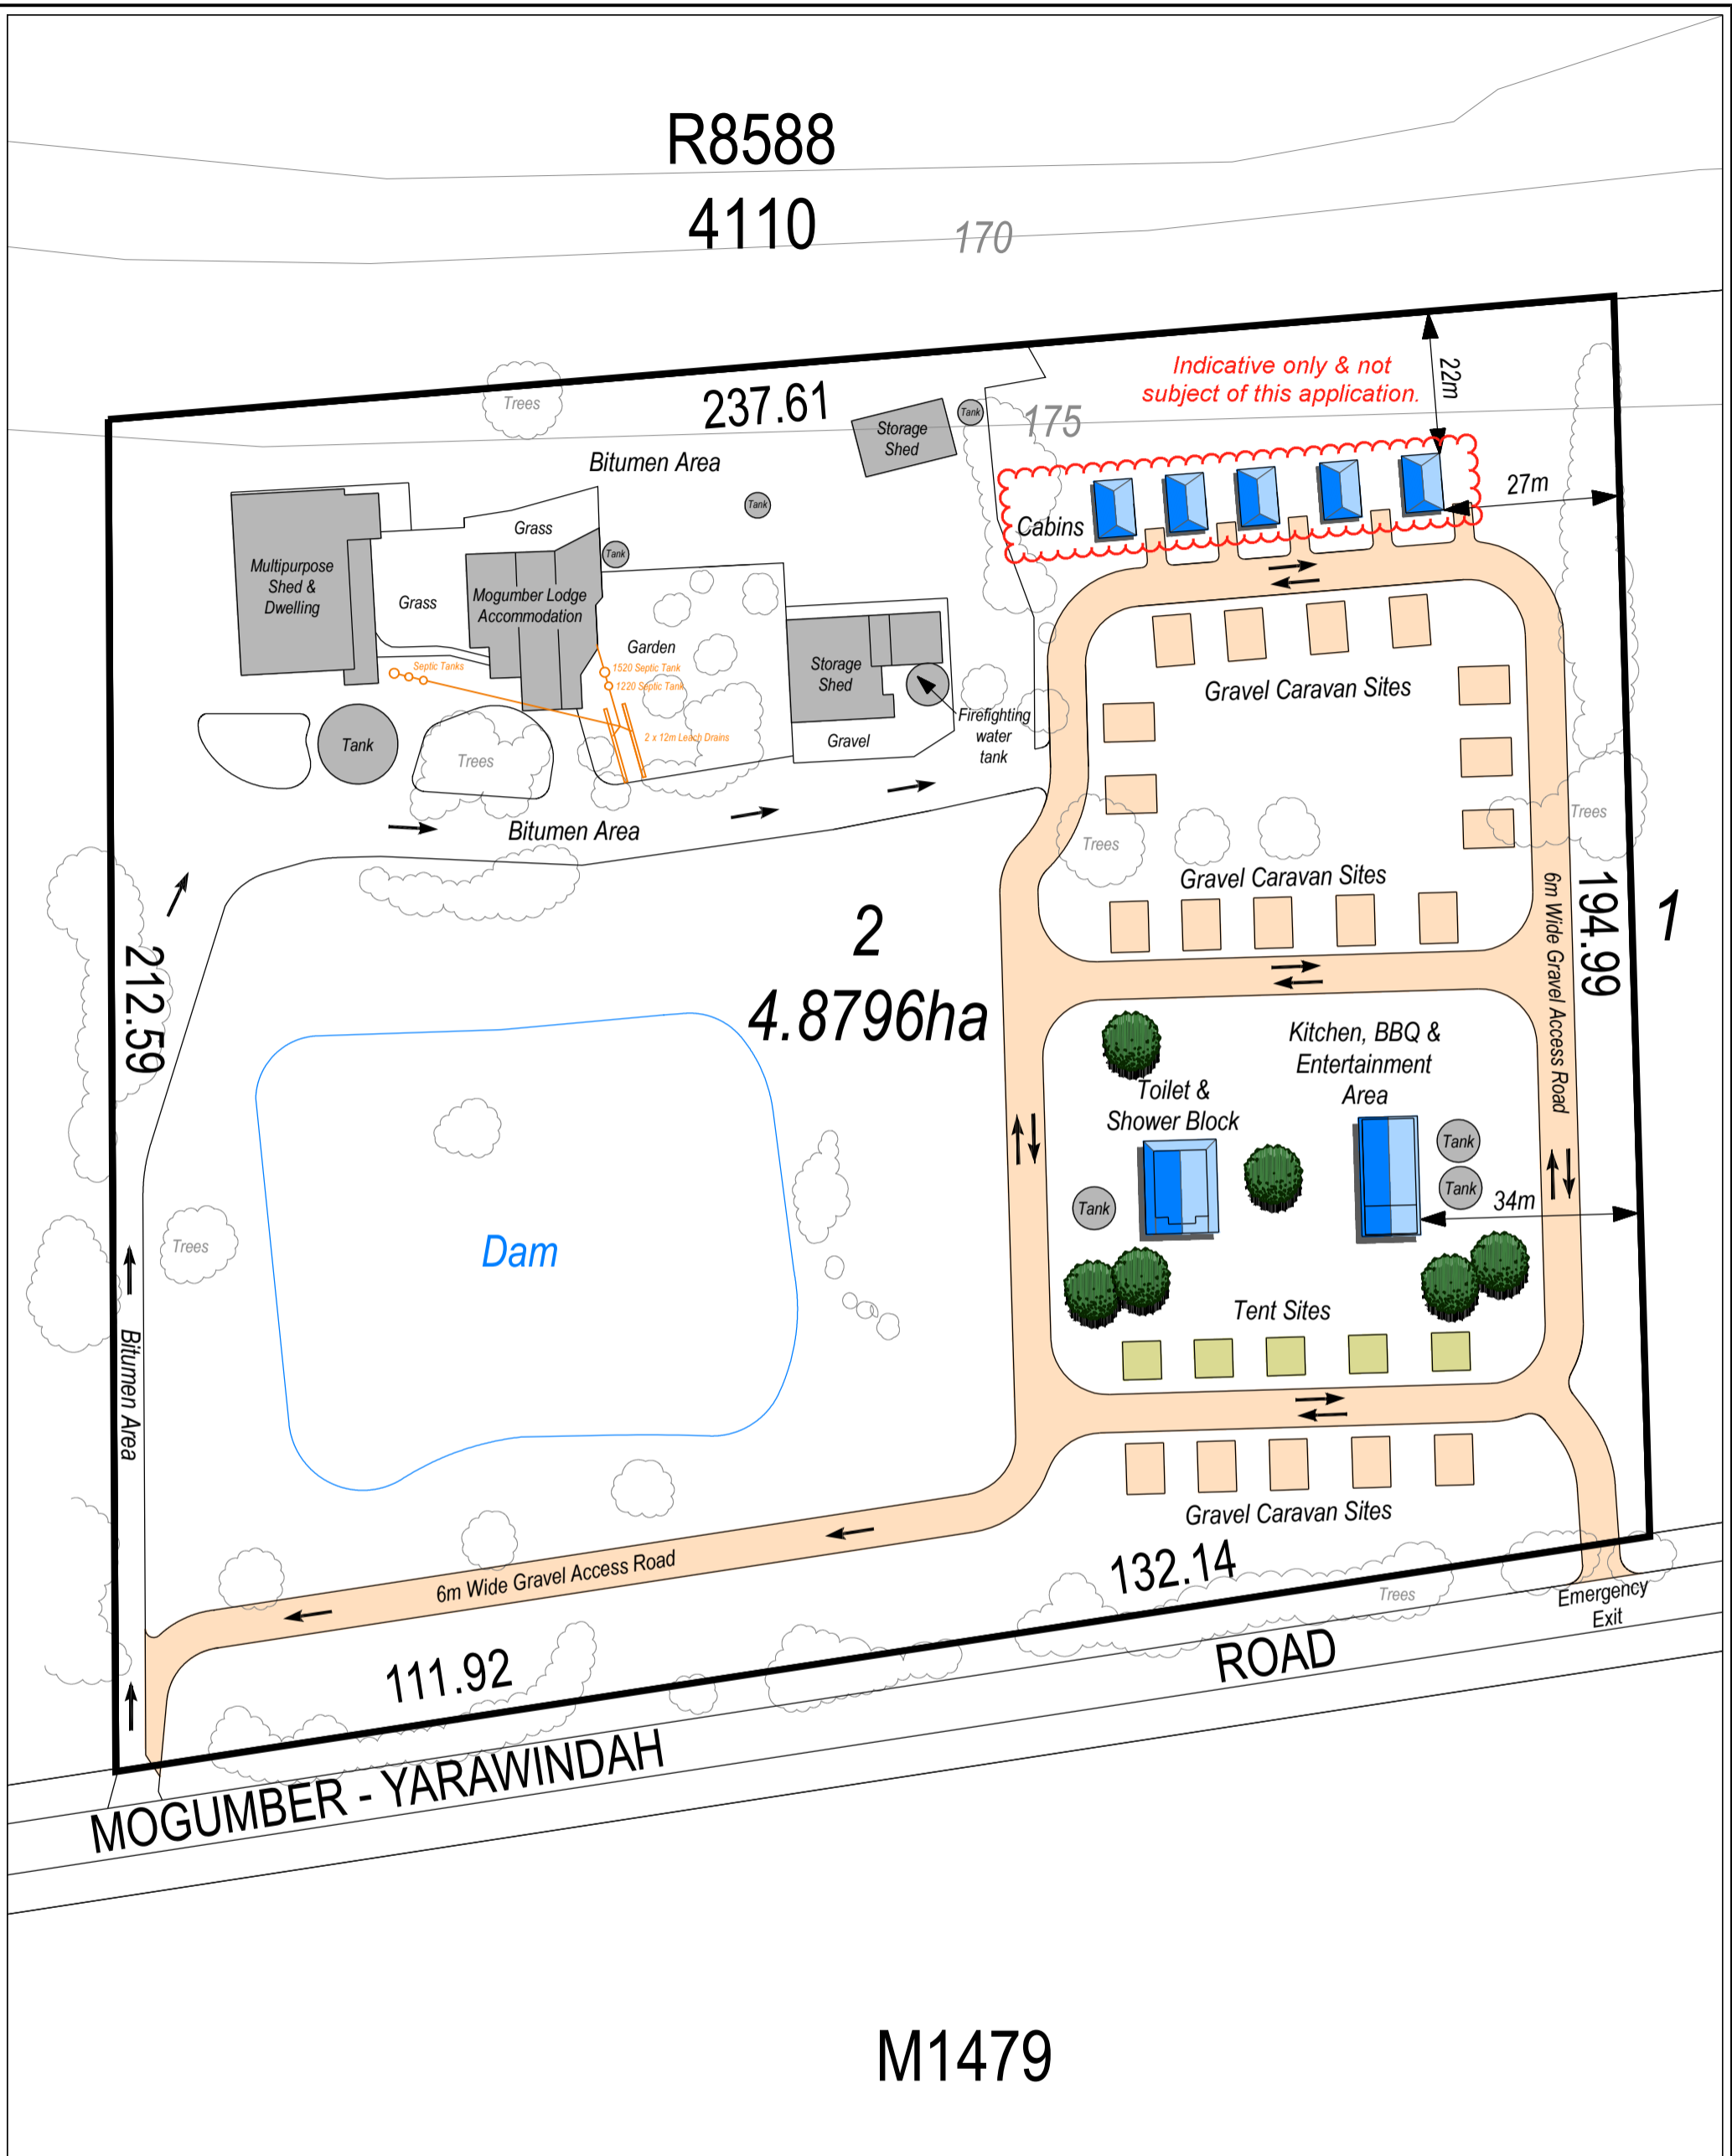 R8588
4110
170
Indicative only & not
subject of this application.
22m
Trees
237.61
175
Storage
Shed
Tank
Bitumen Area
27m
Tank
Cabins
Grass
Multipurpose
Shed &
Dwelling
Tank
Grass
Mogumber Lodge
Accommodation
Garden
Septic Tanks
1520 Septic Tank
1220 Septic Tank
Storage
Shed
Gravel Caravan Sites
Firefighting
water
tank
2 x 12m Leach Drains
Gravel
Tank
Trees
Bitumen Area
Trees
Trees
Gravel Caravan Sites
6m Wide Gravel Access Road
194.99
1
2
4.8796ha
212.59
Kitchen, BBQ &
Entertainment
Area
Toilet &
Shower Block
Tank
Tank
Tank
34m
Trees
Dam
Tent Sites
Bitumen Area
Gravel Caravan Sites
6m Wide Gravel Access Road
132.14
Trees
Emergency
Exit
111.92
MOGUMBER - YARAWINDAH
ROAD
M1479